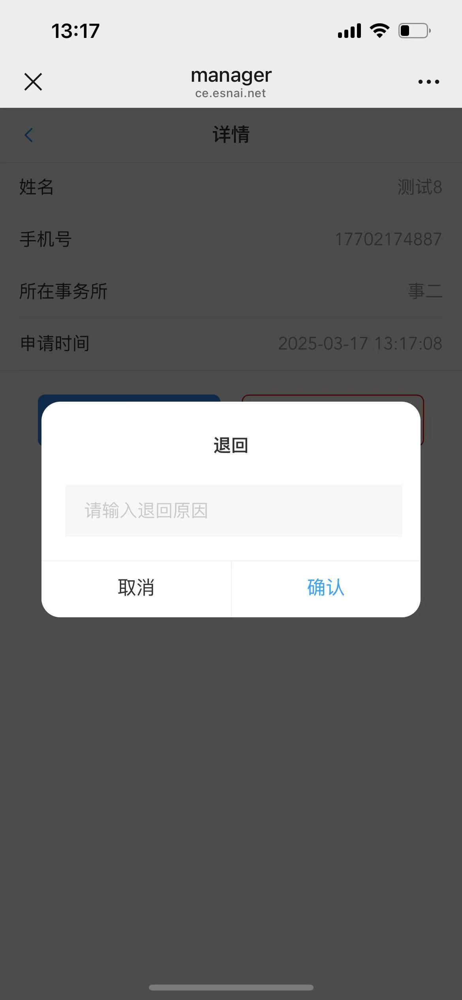 13:17
manager
ce.esnai.net
详情
姓名 测试8
手机号 17702174887
所在事务所 事二
申请时间 2025-03-17 13:17:08
退回
请输入退回原因
取消 确认